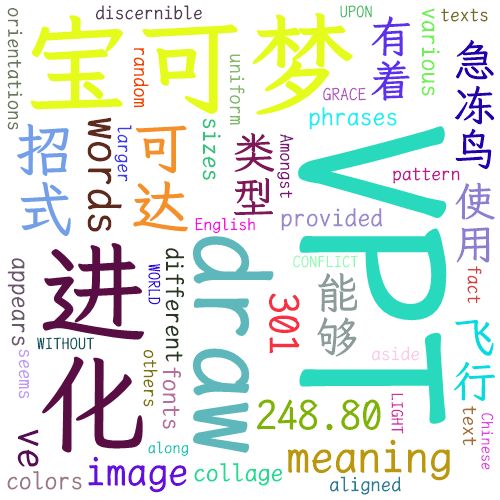 discernible
UPON
texts
orientations
宝可梦
random
uniform
GRACE
有着
various
急冻鸟
phrases
招式
words
larger
可达
sizes
类型
Amongst
VPT
pattern
English
provided
使用
进化
draw
different
WORLD
CONFLICT
能够
301
fact
appears
seems
WITHOUT
others
fonts
aside
飞行
LIGHT
248.80
text
Chinese
ve
along
meaning
colors
image
collage
aligned